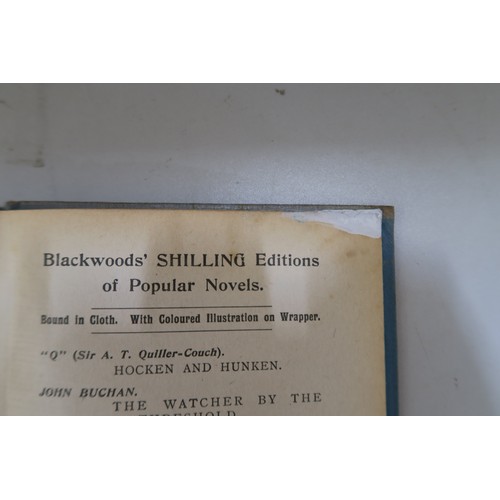 Blackwoods' SHILLING Editions
of Popular Novels.
Bound in Cloth. With Coloured Illustration on Wrapper.
"Q" (Sir A. T. Quiller-Couch).
HOCKEN AND HUNKEN.
JOHN BUCHAN.
THE WATCHER BY THE
THRESHOLD